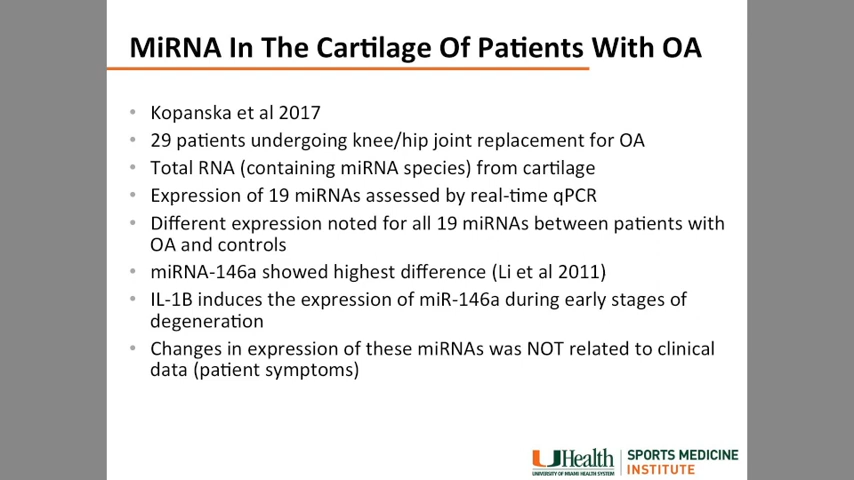 MiRNA In The Cartilage Of Patients With OA
• Kopanska et al 2017
• 29 patients undergoing knee/hip joint replacement for OA
• Total RNA (containing miRNA species) from cartilage
• Expression of 19 miRNAs assessed by real-time qPCR
• Different expression noted for all 19 miRNAs between patients with
OA and controls
• miRNA-146a showed highest difference (Li et al 2011)
• IL-1B induces the expression of miR-146a during early stages of
degeneration
• Changes in expression of these miRNAs was NOT related to clinical
data (patient symptoms)
UHealth
UNIVERSITY OF MIAMI HEALTH SYSTEM
SPORTS MEDICINE
INSTITUTE